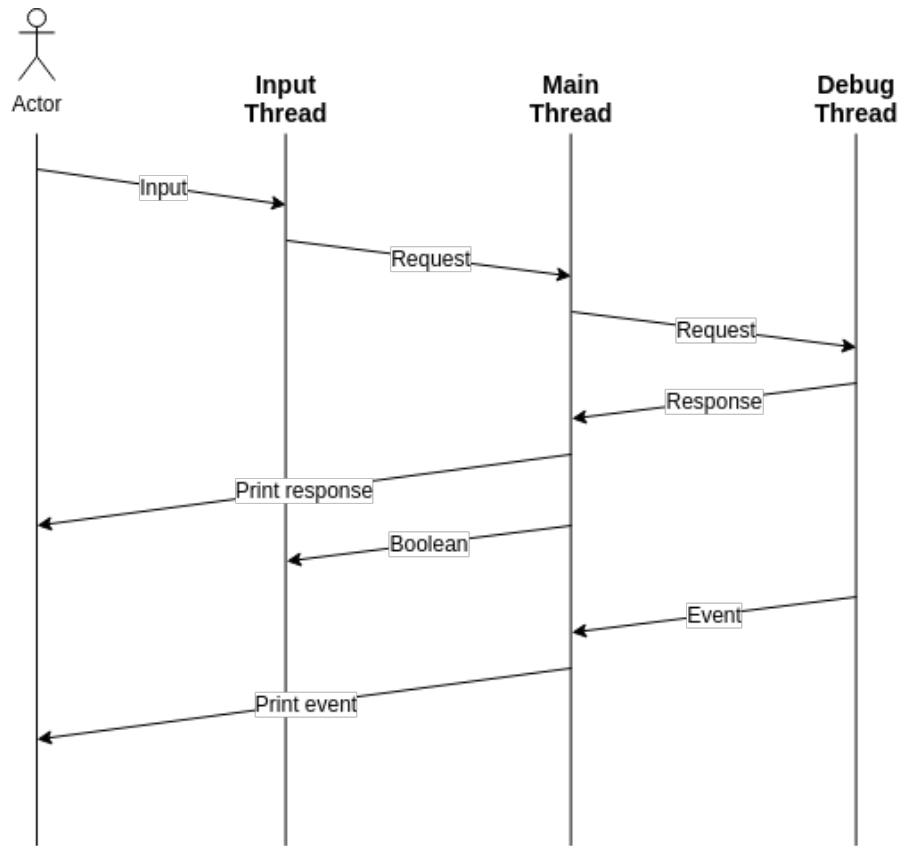 Actor
Input
Thread
Main
Thread
Debug
Thread
Input
Request
Request
Response
Print response
Boolean
Event
Print event